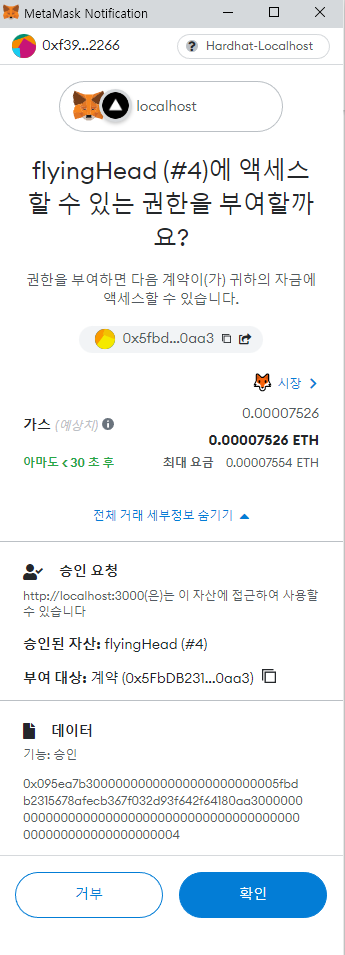 MetaMask Notification
0xf39...2266
Hardhat-Localhost
localhost
flyingHead (#4)에 액세스
할 수 있는 권한을 부여할까
요?
권한을 부여하면 다음 계약이(가) 귀하의 자금에
액세스할 수 있습니다.
0x5fbd...0aa3
시장
가스 (예상치)
0.00007526
0.00007526 ETH
아마도 < 30 초 후
최대 요금 0.00007554 ETH
전체 거래 세부정보 숨기기
승인 요청
http://localhost:3000(은)는 이 자산에 접근하여 사용할
수 있습니다
승인된 자산: flyingHead (#4)
부여 대상: 계약 (0x5FbDB231...0aa3)
데이터
기능: 승인
0x095ea7b30000000000000000000000005fbd
b2315678afecb367f032d93f642f64180aa3000000
000000000000000000000000000000000000
0000000000000000000004
거부
확인